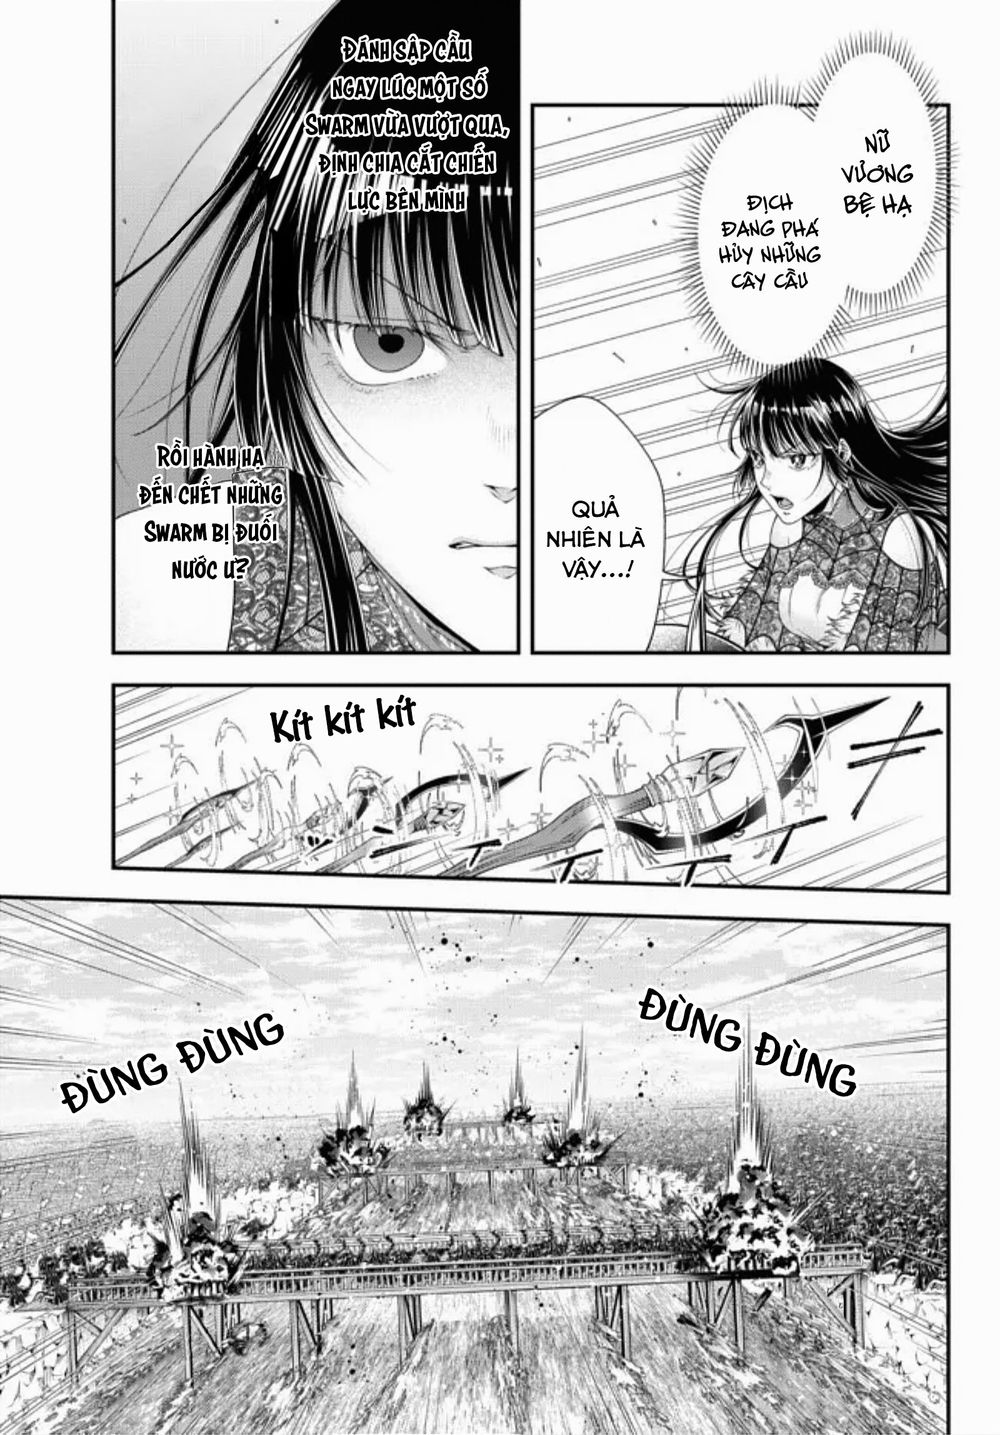 NỮ
VƯƠNG
BỆ HẠ
ĐỊCH
ĐANG PHÁ
HỦY NHỮNG
CÂY CẦU
QUẢ
NHIÊN LÀ
VẬY...!
ĐÁNH SẬP CẦU
NGAY LÚC MỘT SỐ
SWARM VỪA VƯỢT QUA,
ĐỊNH CHIA CẮT CHIẾN
LỰC BÊN MÌNH
RỒI HÀNH HẠ
ĐẾN CHẾT NHỮNG
SWARM BỊ ĐUỐI
NƯỚC Ư?
Kít kít kít
ĐÙNG ĐÙNG
ĐÙNG ĐÙNG